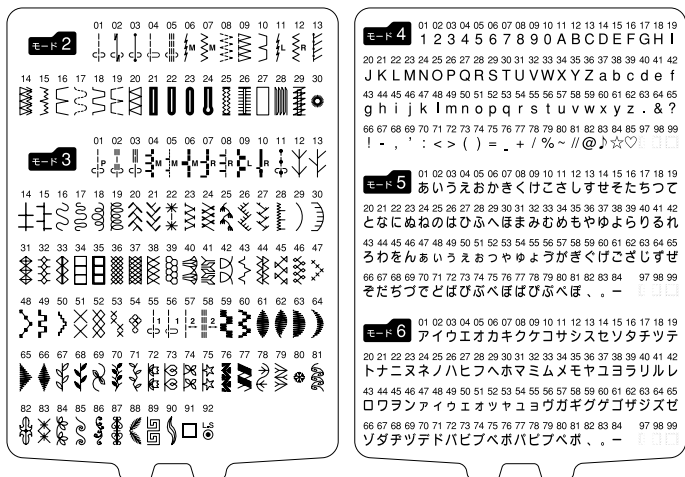 モード 2 01 02 03 04 05 06 07 08 09 10 11 12 13
M M L R
14 15 16 17 18 19 20 21 22 23 24 25 26 27 28 29 30
モード 3 01 02 03 04 05 06 07 08 09 10 11 12 13
P M M R R L
14 15 16 17 18 19 20 21 22 23 24 25 26 27 28 29 30
31 32 33 34 35 36 37 38 39 40 41 42 43 44 45 46 47
48 49 50 51 52 53 54 55 56 57 58 59 60 61 62 63 64
1 1 2 2
65 66 67 68 69 70 71 72 73 74 75 76 77 78 79 80 81
82 83 84 85 86 87 88 89 90 91 92
LS
モード 4 01 02 03 04 05 06 07 08 09 10 11 12 13 14 15 16 17 18 19
1 2 3 4 5 6 7 8 9 0 A B C D E F G H I
20 21 22 23 24 25 26 27 28 29 30 31 32 33 34 35 36 37 38 39 40 41 42
J K L M N O P Q R S T U V W X Y Z a b c d e f
43 44 45 46 47 48 49 50 51 52 53 54 55 56 57 58 59 60 61 62 63 64 65
g h i j k l m n o p q r s t u v w x y z . & ?
66 67 68 69 70 71 72 73 74 75 76 77 78 79 80 81 82 83 84 85 97 98 99
! - , ' : < > ( ) = _ + / % ~ // @ ♪ ☆ ♡
モード 5 01 02 03 04 05 06 07 08 09 10 11 12 13 14 15 16 17 18 19
あいうえおかきくけこさしすせそたちつて
20 21 22 23 24 25 26 27 28 29 30 31 32 33 34 35 36 37 38 39 40 41 42
となにぬねのはひふへほまみむめもやゆよらりるれ
43 44 45 46 47 48 49 50 51 52 53 54 55 56 57 58 59 60 61 62 63 64 65
ろわをんぁぃぅぇぉっゃゅょうがぎぐげござじずぜ
66 67 68 69 70 71 72 73 74 75 76 77 78 79 80 81 82 83 84 97 98 99
ぞだぢづでどばびぶべぼぱぴぷぺぽ、。ー
モード 6 01 02 03 04 05 06 07 08 09 10 11 12 13 14 15 16 17 18 19
アイウエオカキクケコサシスセソタチツテ
20 21 22 23 24 25 26 27 28 29 30 31 32 33 34 35 36 37 38 39 40 41 42
トナニヌネノハヒフヘホマミムメモヤユヨラリルレ
43 44 45 46 47 48 49 50 51 52 53 54 55 56 57 58 59 60 61 62 63 64 65
ロワヲンァィゥェォッャュョヴガギグゲゴザジズゼ
66 67 68 69 70 71 72 73 74 75 76 77 78 79 80 81 82 83 84 97 98 99
ゾダヂヅデドバビブベボパピプペポ、。ー